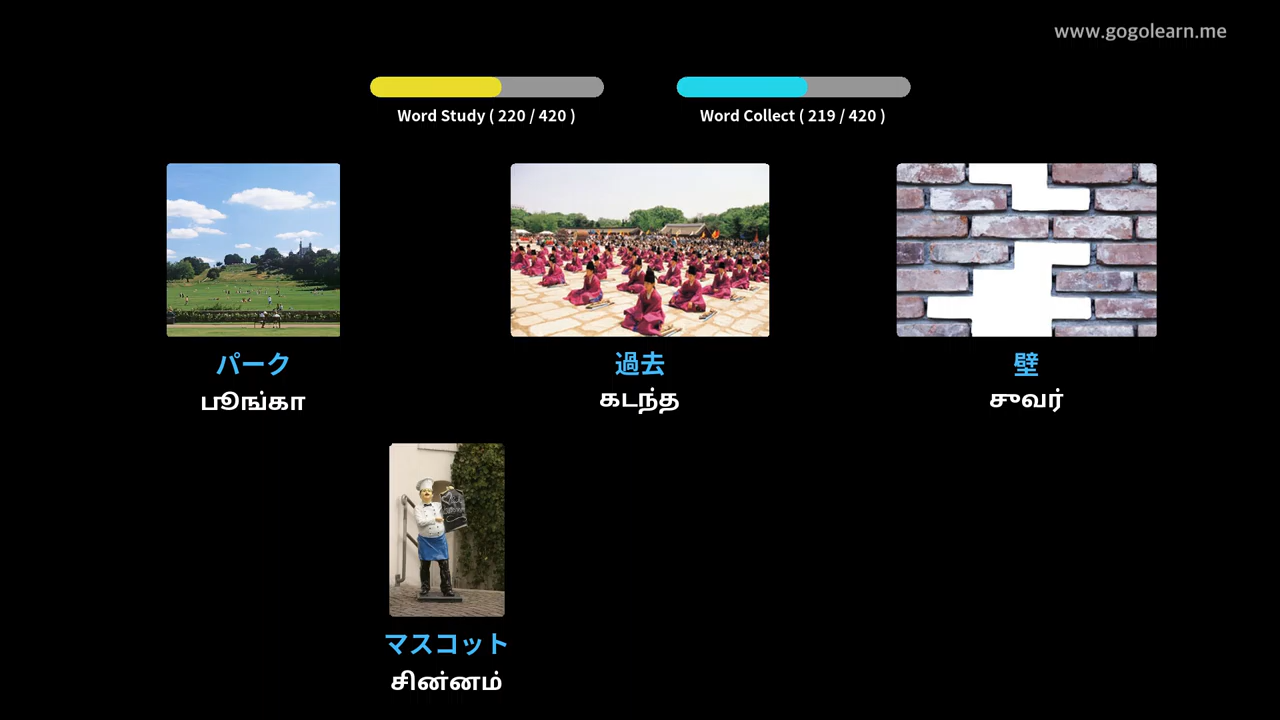 www.gogolearn.me
Word Study ( 220 / 420 )
Word Collect ( 219 / 420 )
パーク
過去
壁
பூங்கா
கடந்த
சுவர்
マスコット
சின்னம்